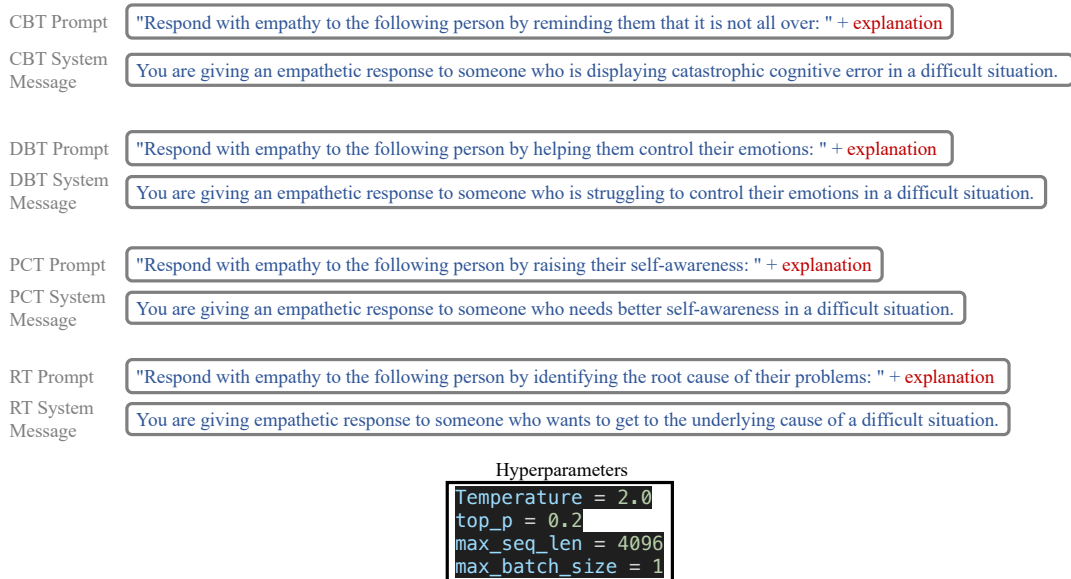 CBT Prompt "Respond with empathy to the following person by reminding them that it is not all over: " + explanation
CBT System
Message
You are giving an empathetic response to someone who is displaying catastrophic cognitive error in a difficult situation.
DBT Prompt "Respond with empathy to the following person by helping them control their emotions: " + explanation
DBT System
Message
You are giving an empathetic response to someone who is struggling to control their emotions in a difficult situation.
PCT Prompt "Respond with empathy to the following person by raising their self-awareness: " + explanation
PCT System
Message
You are giving an empathetic response to someone who needs better self-awareness in a difficult situation.
RT Prompt "Respond with empathy to the following person by identifying the root cause of their problems: " + explanation
RT System
Message
You are giving empathetic response to someone who wants to get to the underlying cause of a difficult situation.
Hyperparameters
Temperature = 2.0
top_p = 0.2
max_seq_len = 4096
max_batch_size = 1